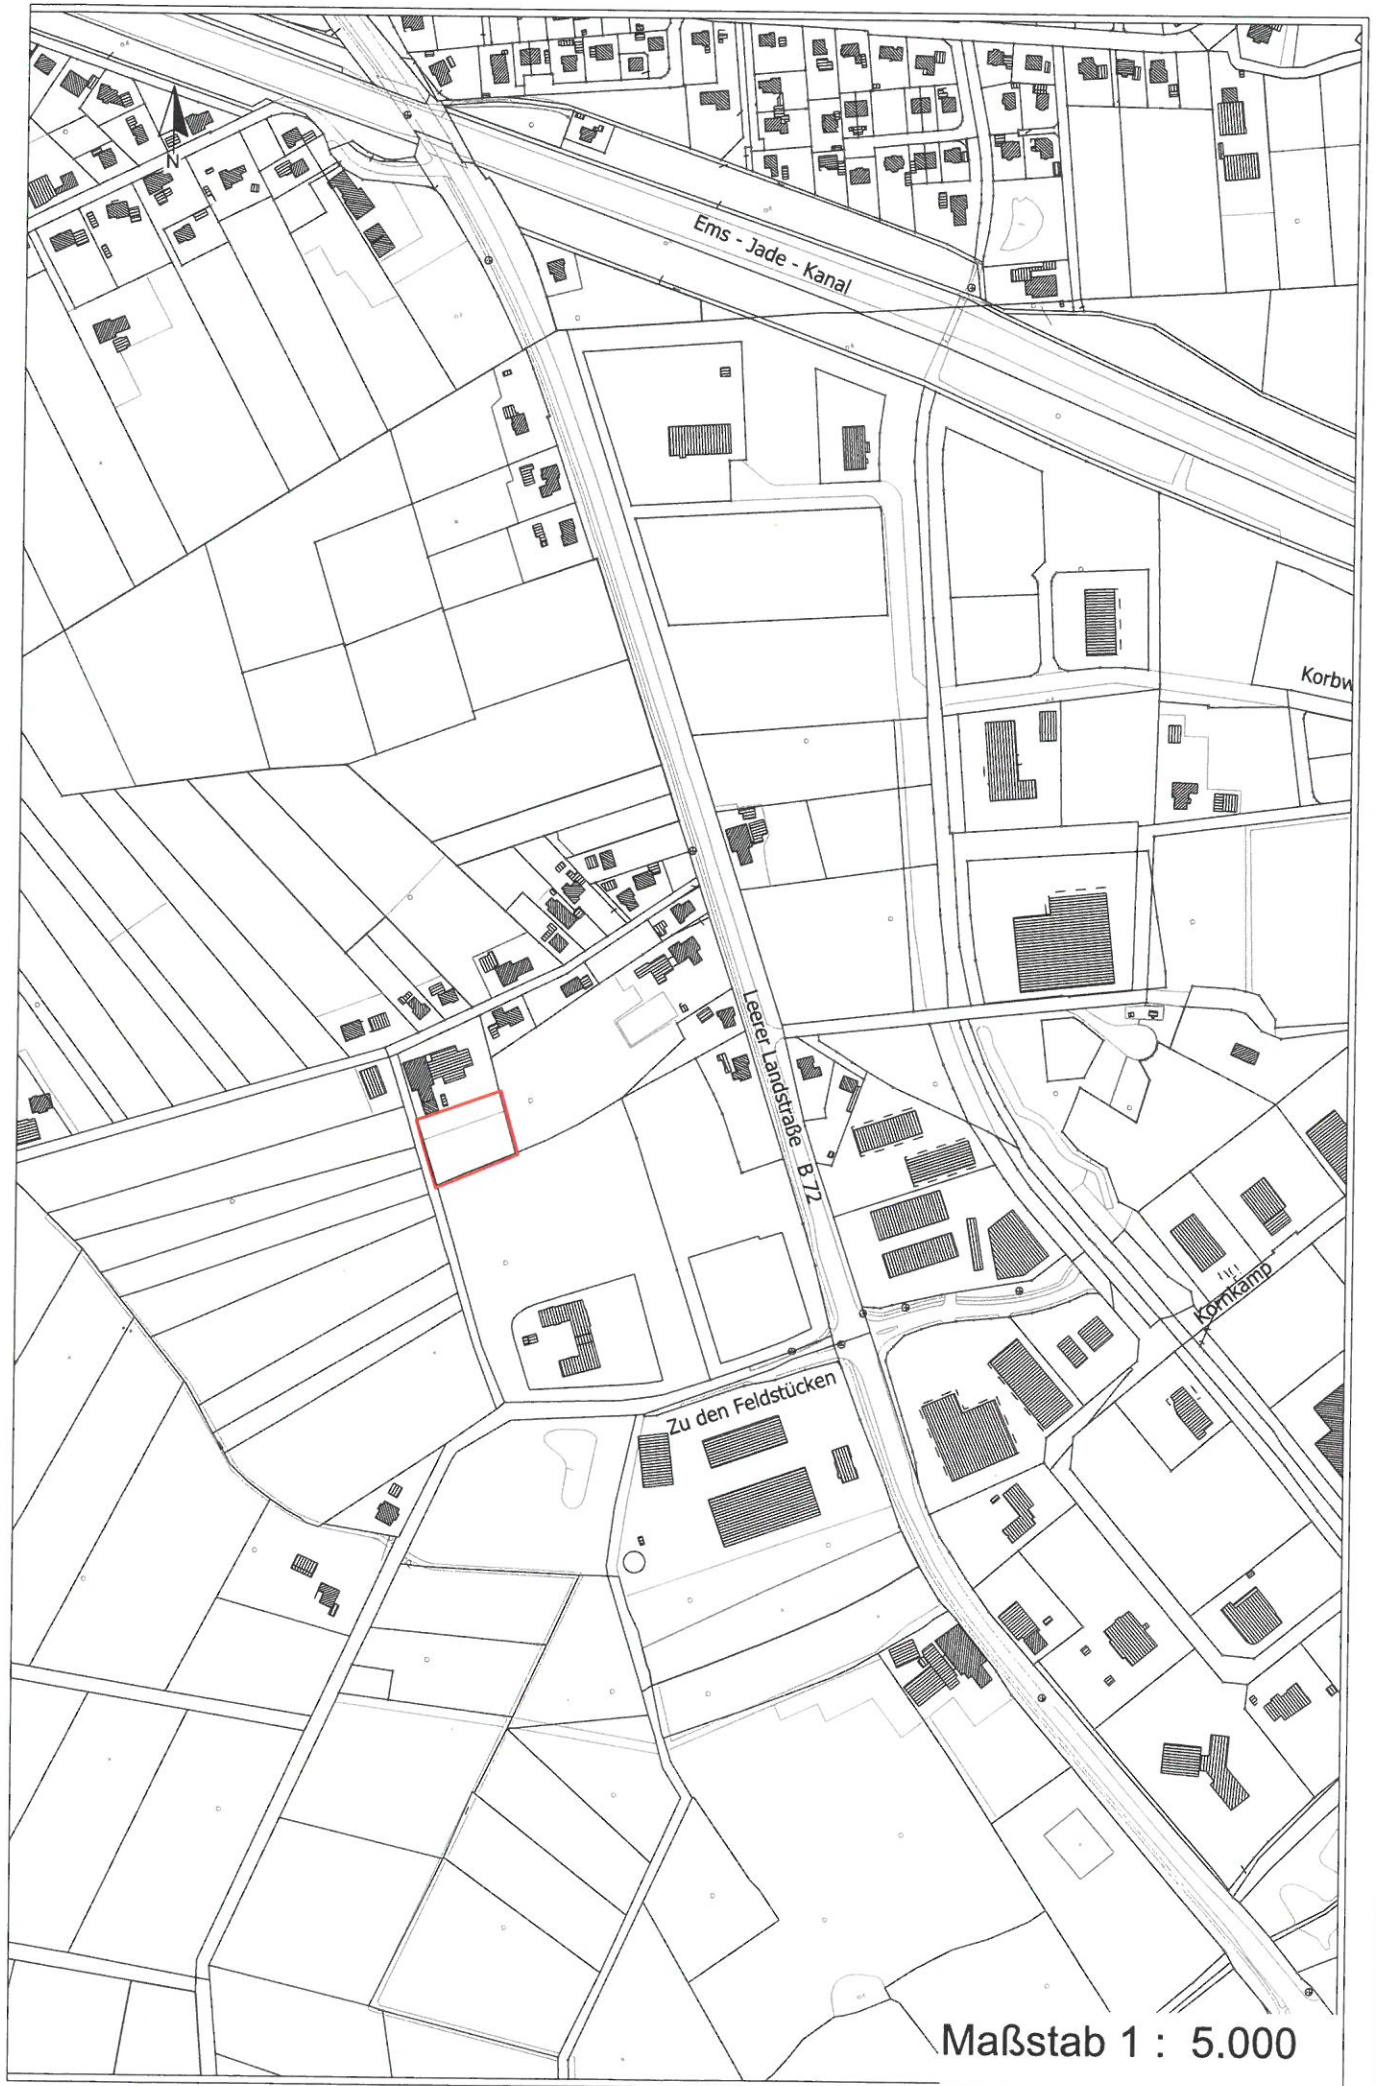 N
Ems - Jade - Kanal
Korbw
Leerer Landstraße B 72
Kornkamp
Zu den Feldstücken
Maßstab 1 : 5.000